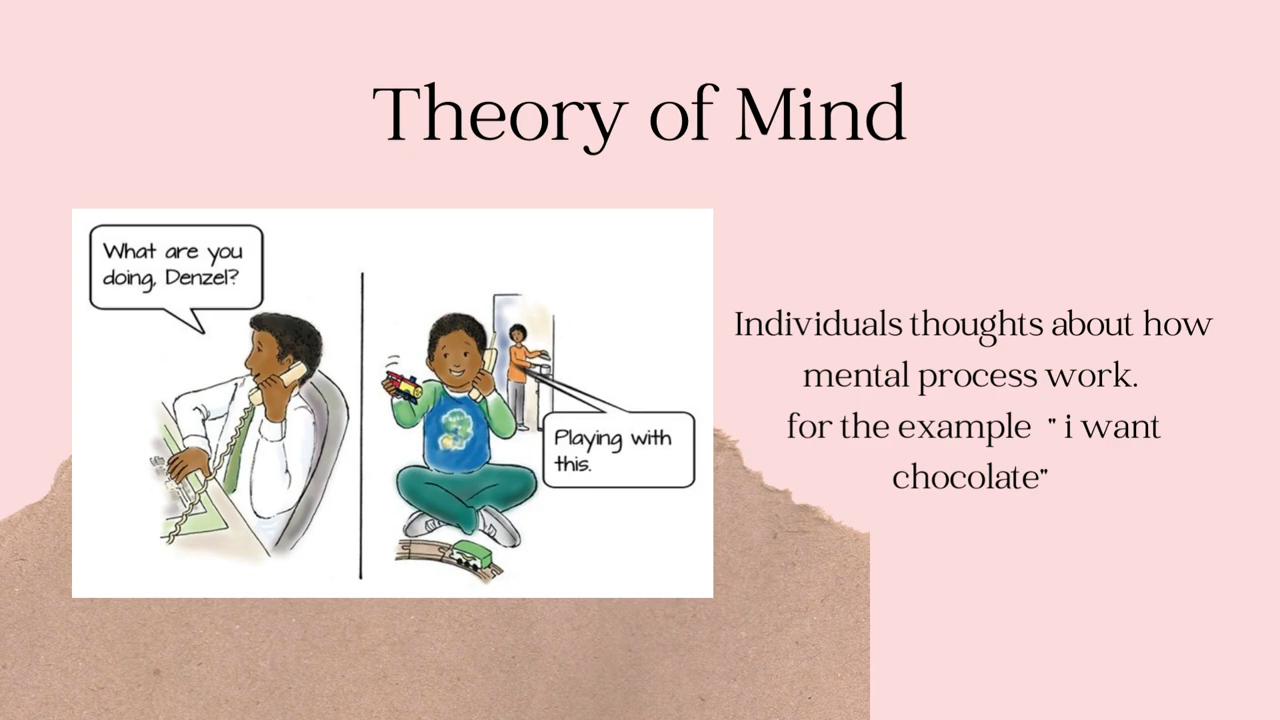 Theory of Mind
What are you
doing, Denzel?
Playing with
this.
Individuals thoughts about how
mental process work.
for the example " i want
chocolate"